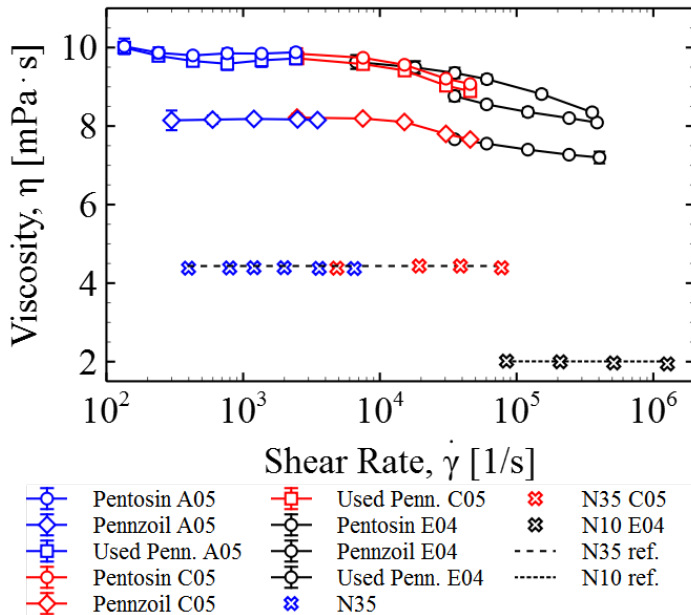 10
8
6
4
2
Viscosity, η [mPa · s]
10² 10³ 10⁴ 10⁵ 10⁶
Shear Rate, γ̇ [1/s]
Pentosin A05 Used Penn. C05 N35 C05
Pennzoil A05 Pentosin E04 N10 E04
Used Penn. A05 Pennzoil E04 N35 ref.
Pentosin C05 Used Penn. E04 N10 ref.
Pennzoil C05 N35